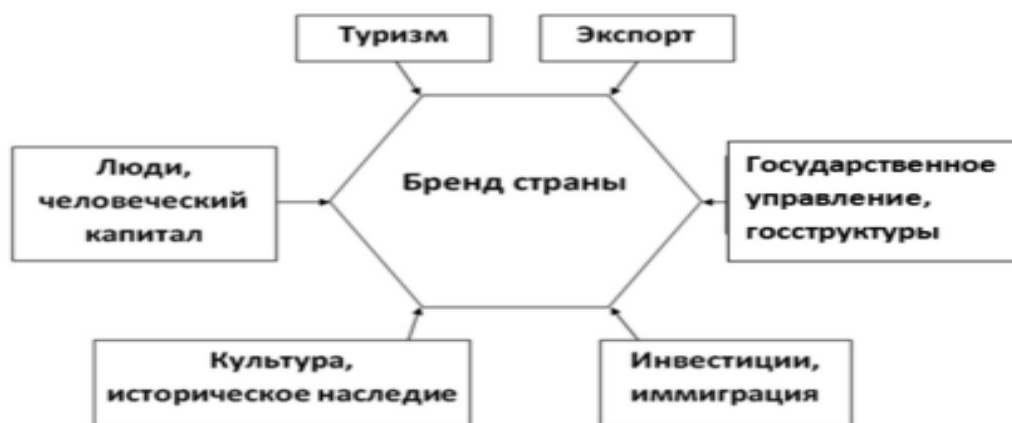 Туризм
Экспорт
Люди,
человеческий
капитал
Бренд страны
Государственное
управление,
госструктуры
Культура,
историческое наследие
Инвестиции,
иммиграция